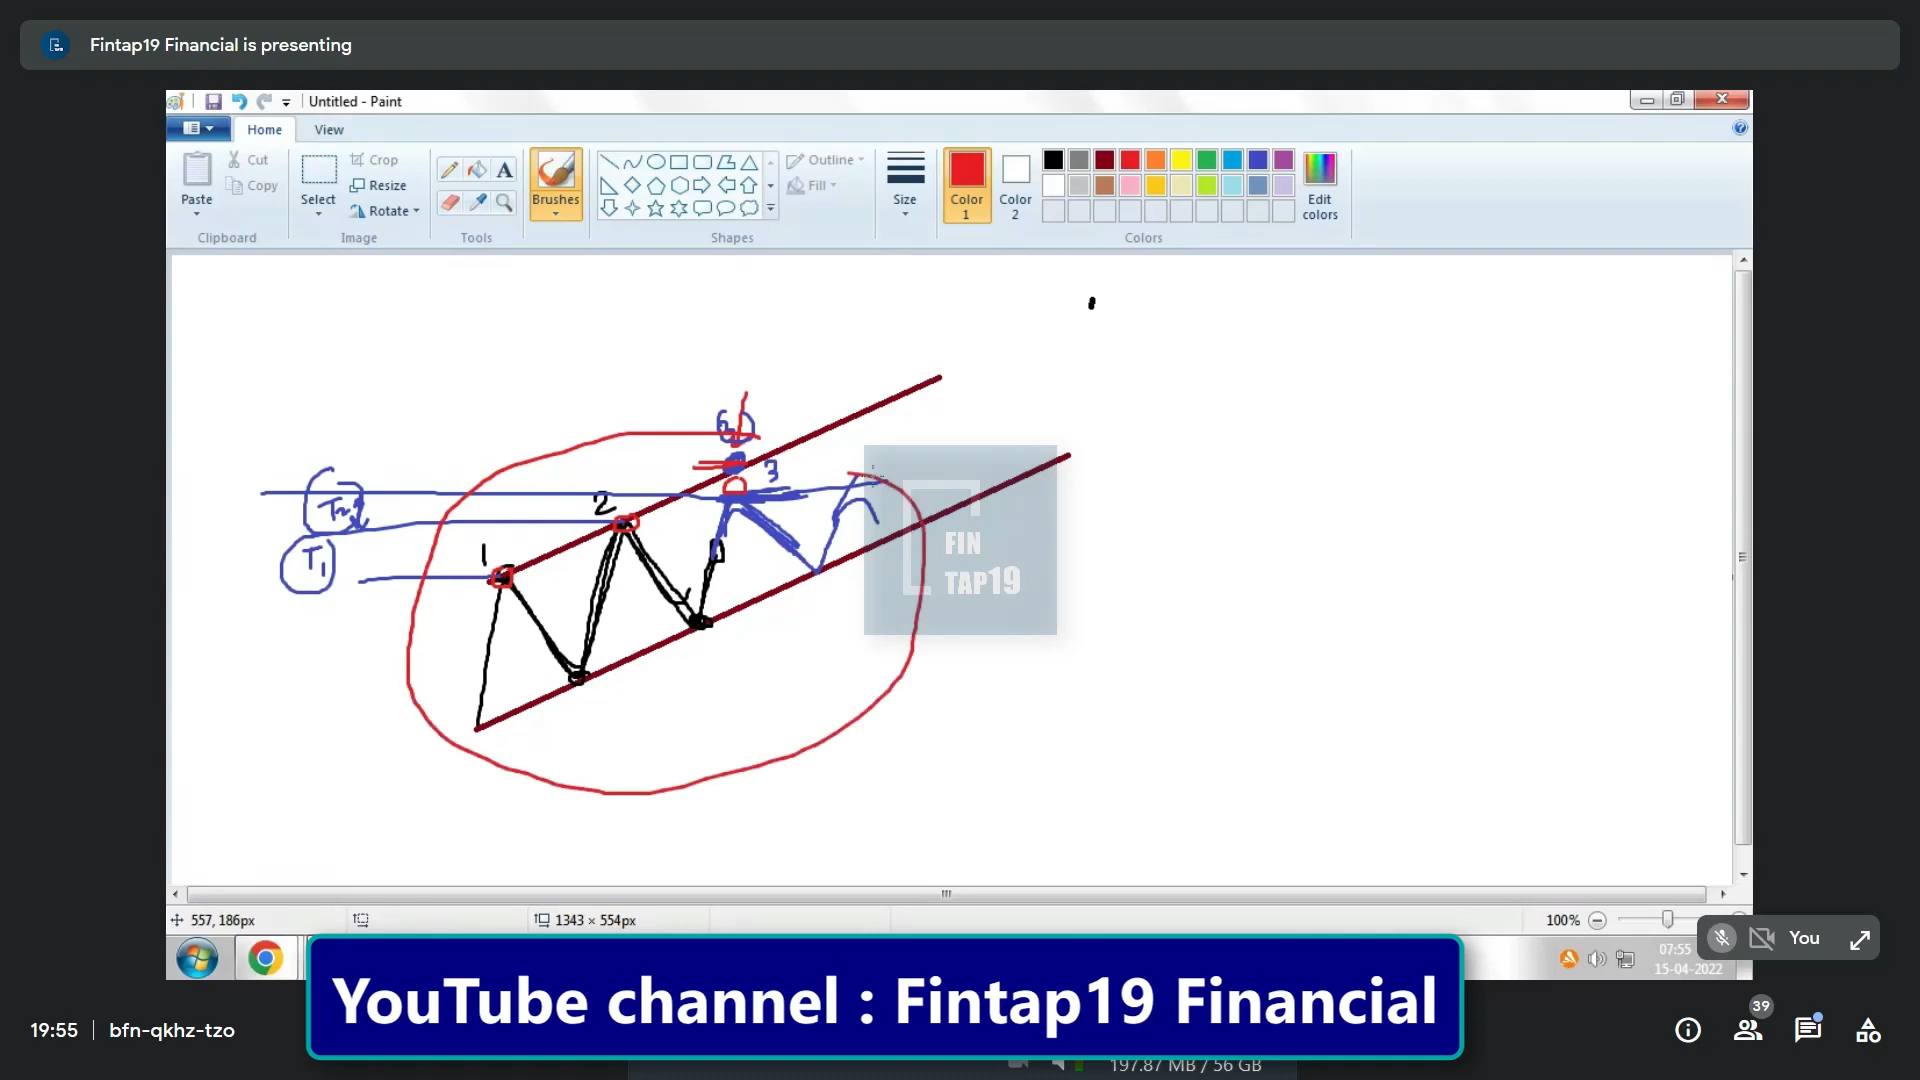 Fintap19 Financial is presenting
Untitled - Paint
Home View
Cut
Copy
Paste
Clipboard
Crop
Resize
Rotate
Select
Image
A
Tools
Brushes
Outline
Fill
Shapes
Size
Color 1
Color 2
Edit colors
Colors
3
2
T2
1
T1
FIN
TAP19
557, 186px
1343 × 554px
100%
You
07:55
15-04-2022
YouTube channel : Fintap19 Financial
19:55 bfn-qkhz-tzo
39
197.87 MB / 56 GB